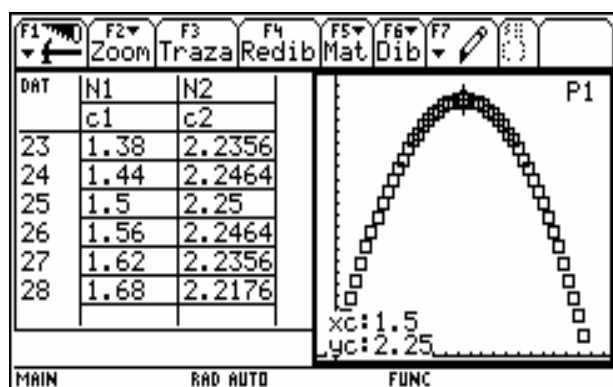 F1 F2 F3 F4 F5 F6 F7 F8
Zoom Traza Redib Mat Dib
DAT N1 N2
c1 c2
23 1.38 2.2356
24 1.44 2.2464
25 1.5 2.25
26 1.56 2.2464
27 1.62 2.2356
28 1.68 2.2176
P1
xc:1.5
yc:2.25
MAIN RAD AUTO FUNC